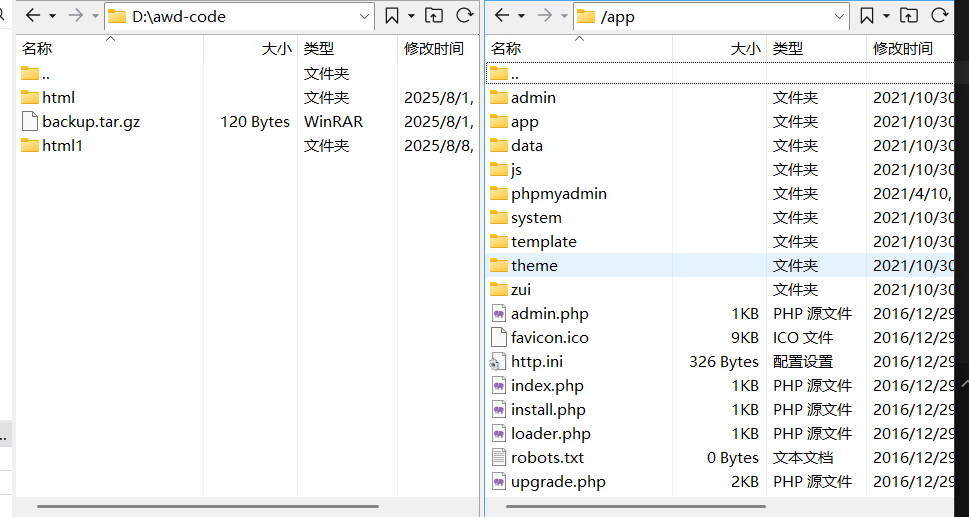 D:\awd-code
名称 大小 类型 修改时间
.. 文件夹
html 文件夹 2025/8/1,
backup.tar.gz 120 Bytes WinRAR 2025/8/1,
html1 文件夹 2025/8/8,
/app
名称 大小 类型 修改时间
.. 文件夹
admin 文件夹 2021/10/30
app 文件夹 2021/10/30
data 文件夹 2021/10/30
js 文件夹 2021/10/30
phpmyadmin 文件夹 2021/4/10,
system 文件夹 2021/10/30
template 文件夹 2021/10/30
theme 文件夹 2021/10/30
zui 文件夹 2021/10/30
admin.php 1KB PHP 源文件 2016/12/29
favicon.ico 9KB ICO 文件 2016/12/29
http.ini 326 Bytes 配置设置 2016/12/29
index.php 1KB PHP 源文件 2016/12/29
install.php 1KB PHP 源文件 2016/12/29
loader.php 1KB PHP 源文件 2016/12/29
robots.txt 0 Bytes 文本文档 2016/12/29
upgrade.php 2KB PHP 源文件 2016/12/29